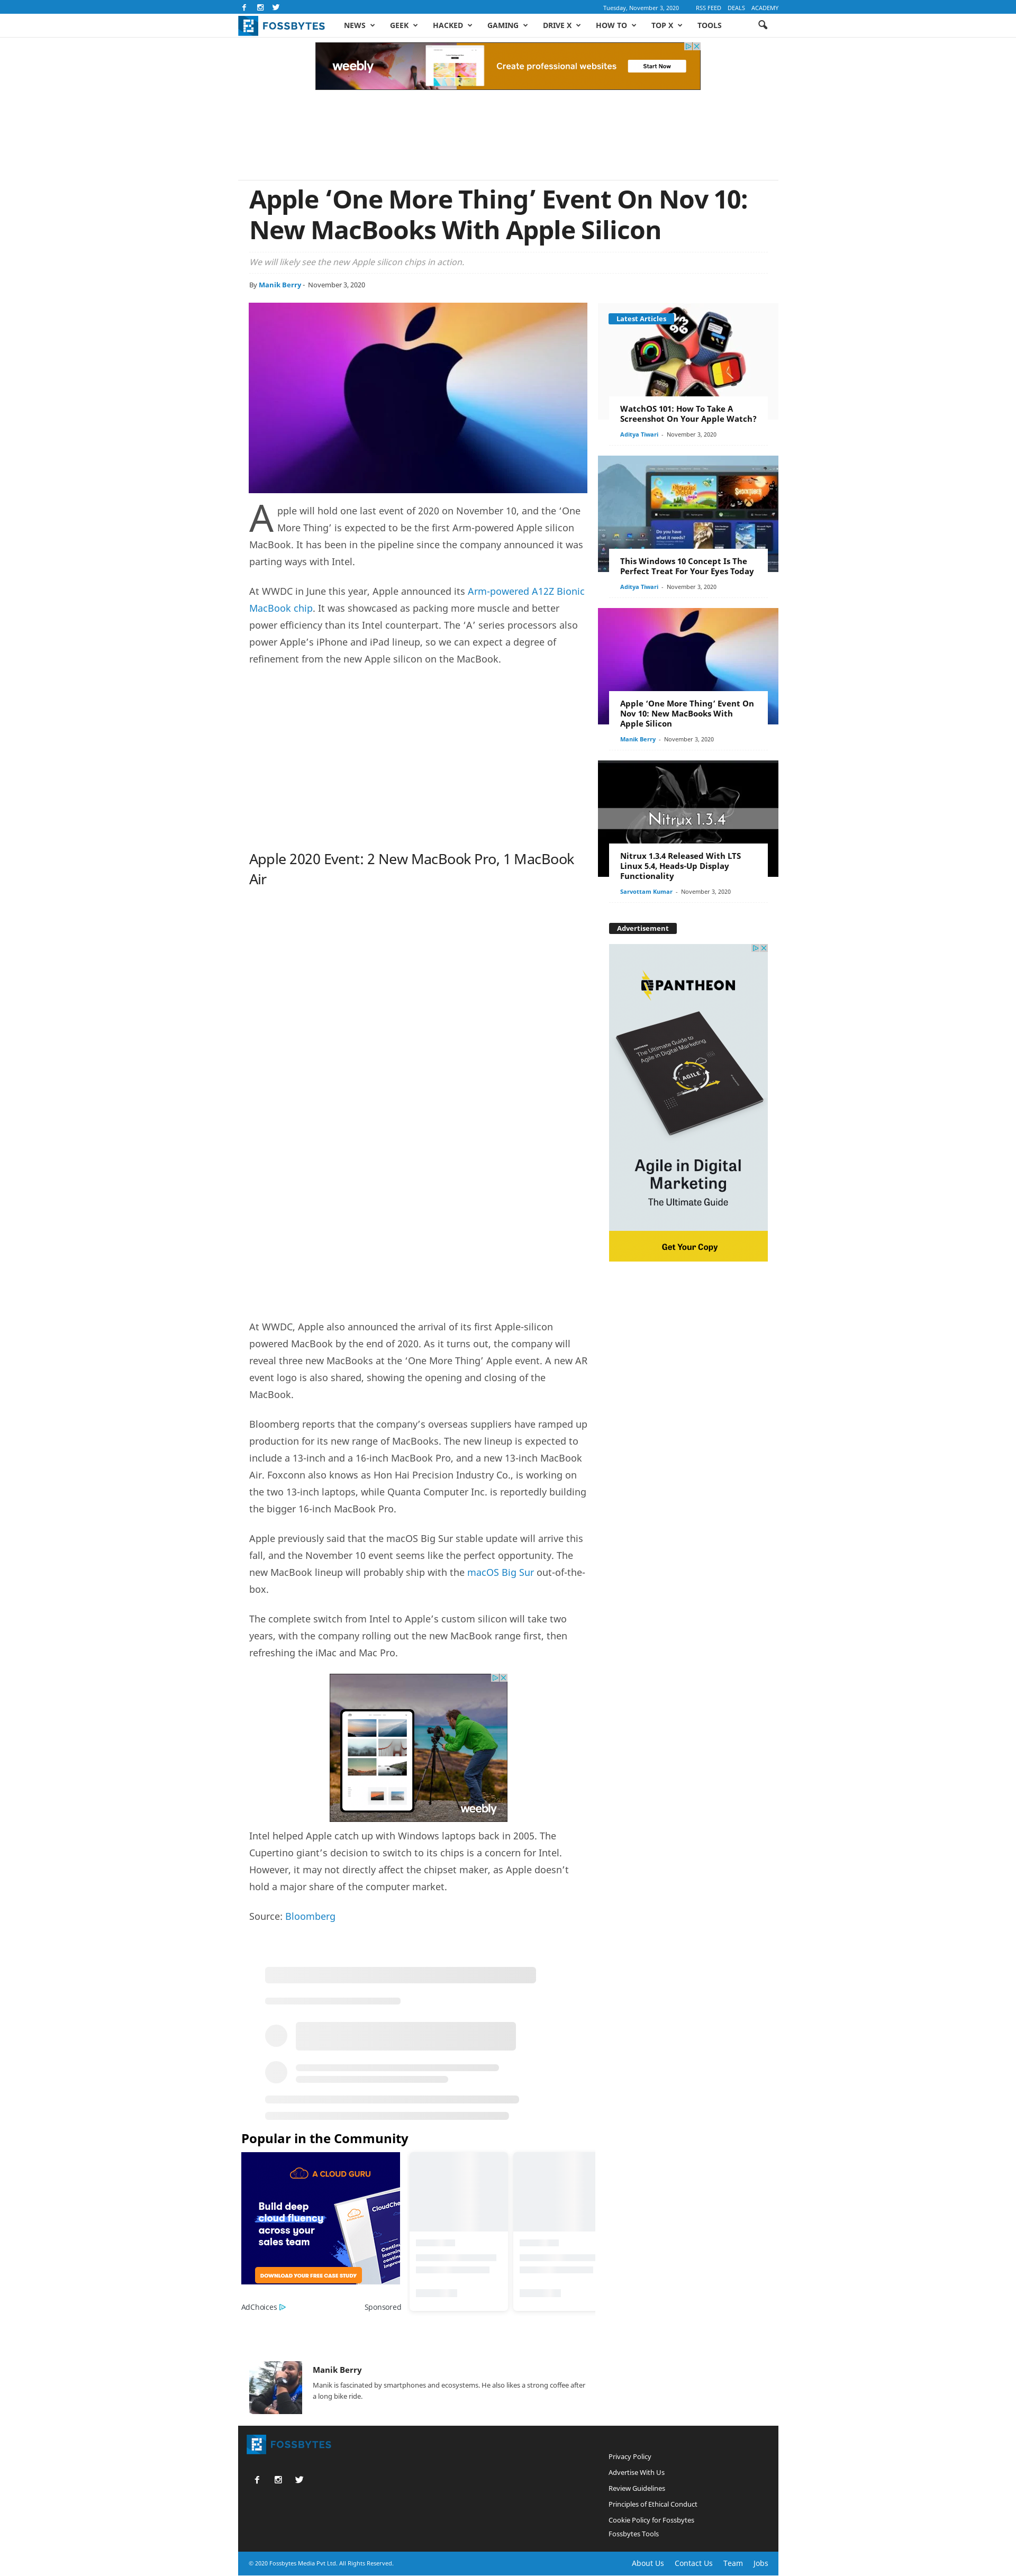 Tuesday, November 3, 2020 RSS FEED DEALS ACADEMY
FOSSBYTES NEWS GEEK HACKED GAMING DRIVE X HOW TO TOP X TOOLS
weebly Create professional websites Start Now
Apple ‘One More Thing’ Event On Nov 10:
New MacBooks With Apple Silicon
We will likely see the new Apple silicon chips in action.
By Manik Berry - November 3, 2020
Apple will hold one last event of 2020 on November 10, and the ‘One
More Thing’ is expected to be the first Arm-powered Apple silicon
MacBook. It has been in the pipeline since the company announced it was
parting ways with Intel.
At WWDC in June this year, Apple announced its Arm-powered A12Z Bionic
MacBook chip. It was showcased as packing more muscle and better
power efficiency than its Intel counterpart. The ‘A’ series processors also
power Apple’s iPhone and iPad lineup, so we can expect a degree of
refinement from the new Apple silicon on the MacBook.
Apple 2020 Event: 2 New MacBook Pro, 1 MacBook
Air
At WWDC, Apple also announced the arrival of its first Apple-silicon
powered MacBook by the end of 2020. As it turns out, the company will
reveal three new MacBooks at the ‘One More Thing’ Apple event. A new AR
event logo is also shared, showing the opening and closing of the
MacBook.
Bloomberg reports that the company’s overseas suppliers have ramped up
production for its new range of MacBooks. The new lineup is expected to
include a 13-inch and a 16-inch MacBook Pro, and a new 13-inch MacBook
Air. Foxconn also knows as Hon Hai Precision Industry Co., is working on
the two 13-inch laptops, while Quanta Computer Inc. is reportedly building
the bigger 16-inch MacBook Pro.
Apple previously said that the macOS Big Sur stable update will arrive this
fall, and the November 10 event seems like the perfect opportunity. The
new MacBook lineup will probably ship with the macOS Big Sur out-of-the-
box.
The complete switch from Intel to Apple’s custom silicon will take two
years, with the company rolling out the new MacBook range first, then
refreshing the iMac and Mac Pro.
weebly
Intel helped Apple catch up with Windows laptops back in 2005. The
Cupertino giant’s decision to switch to its chips is a concern for Intel.
However, it may not directly affect the chipset maker, as Apple doesn’t
hold a major share of the computer market.
Source: Bloomberg
Latest Articles
WatchOS 101: How To Take A
Screenshot On Your Apple Watch?
Aditya Tiwari - November 3, 2020
Do you have
what it needs?
This Windows 10 Concept Is The
Perfect Treat For Your Eyes Today
Aditya Tiwari - November 3, 2020
Apple ‘One More Thing’ Event On
Nov 10: New MacBooks With
Apple Silicon
Manik Berry - November 3, 2020
Nitrux 1.3.4
Nitrux 1.3.4 Released With LTS
Linux 5.4, Heads-Up Display
Functionality
Sarvottam Kumar - November 3, 2020
Advertisement
PANTHEON
The Ultimate Guide to
Agile in Digital Marketing
AGILE
Agile in Digital
Marketing
The Ultimate Guide
Get Your Copy
Popular in the Community
A CLOUD GURU
Build deep
cloud fluency
across your
sales team
DOWNLOAD YOUR FREE CASE STUDY
AdChoices Sponsored
Manik Berry
Manik is fascinated by smartphones and ecosystems. He also likes a strong coffee after
a long bike ride.
FOSSBYTES
Privacy Policy
Advertise With Us
Review Guidelines
Principles of Ethical Conduct
Cookie Policy for Fossbytes
Fossbytes Tools
© 2020 Fossbytes Media Pvt Ltd. All Rights Reserved. About Us Contact Us Team Jobs